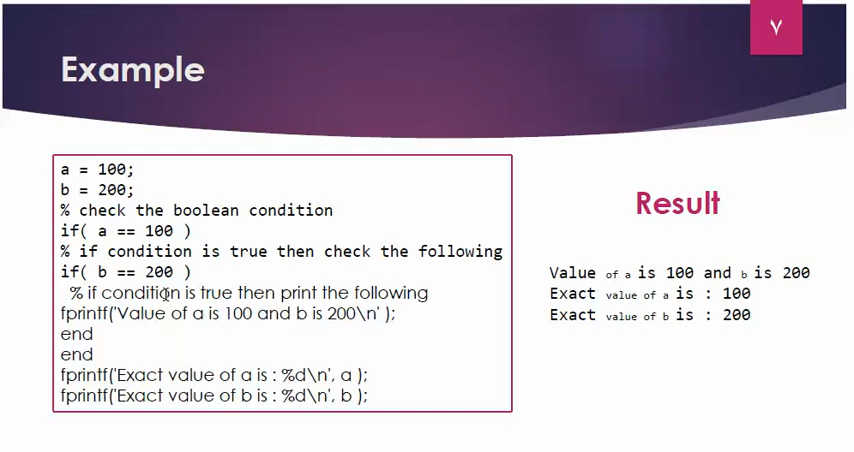 ٧
Example
a = 100;
b = 200;
% check the boolean condition
if( a == 100 )
% if condition is true then check the following
if( b == 200 )
% if condition is true then print the following
fprintf('Value of a is 100 and b is 200\n' );
end
end
fprintf('Exact value of a is : %d\n', a );
fprintf('Exact value of b is : %d\n', b );
Result
Value of a is 100 and b is 200
Exact value of a is : 100
Exact value of b is : 200